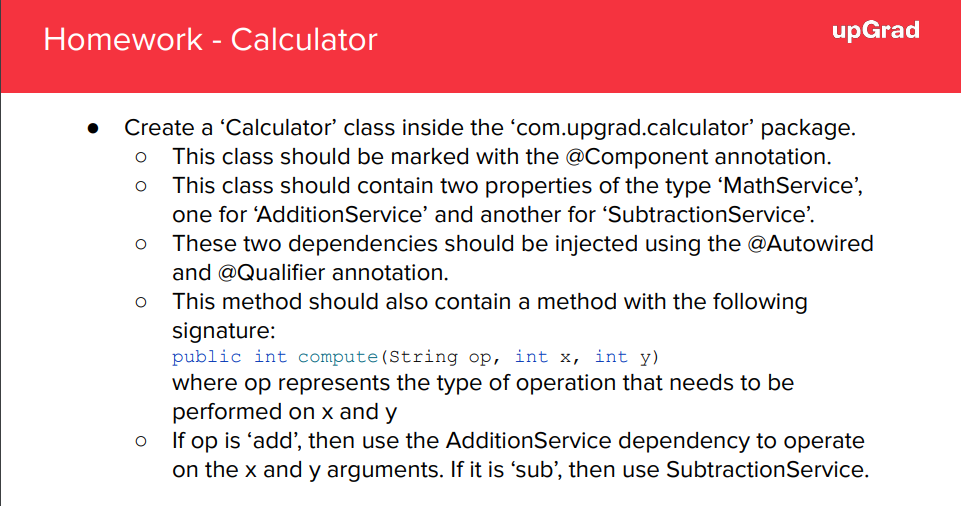 Homework - Calculator
upGrad
● Create a ‘Calculator’ class inside the ‘com.upgrad.calculator’ package.
○ This class should be marked with the @Component annotation.
○ This class should contain two properties of the type ‘MathService’,
one for ‘AdditionService’ and another for ‘SubtractionService’.
○ These two dependencies should be injected using the @Autowired
and @Qualifier annotation.
○ This method should also contain a method with the following
signature:
public int compute(String op, int x, int y)
where op represents the type of operation that needs to be
performed on x and y
○ If op is ‘add’, then use the AdditionService dependency to operate
on the x and y arguments. If it is ‘sub’, then use SubtractionService.